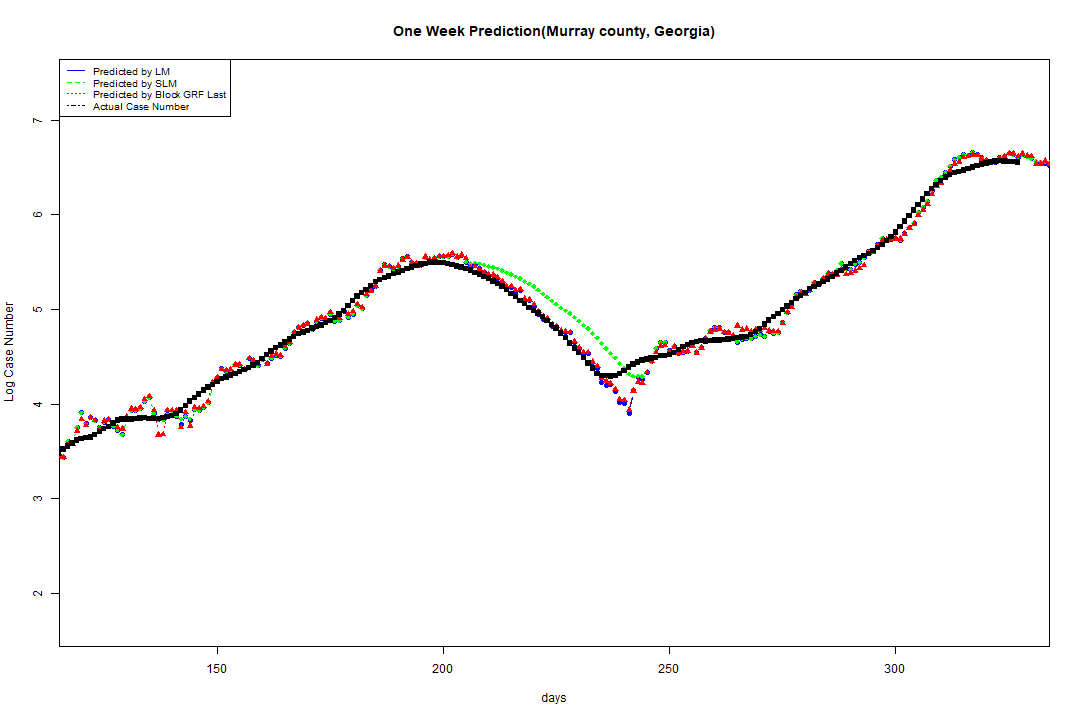 One Week Prediction(Murray county, Georgia)
Predicted by LM
Predicted by SLM
Predicted by Block GRF Last
Actual Case Number
7
6
5
4
3
2
Log Case Number
150 200 250 300
days